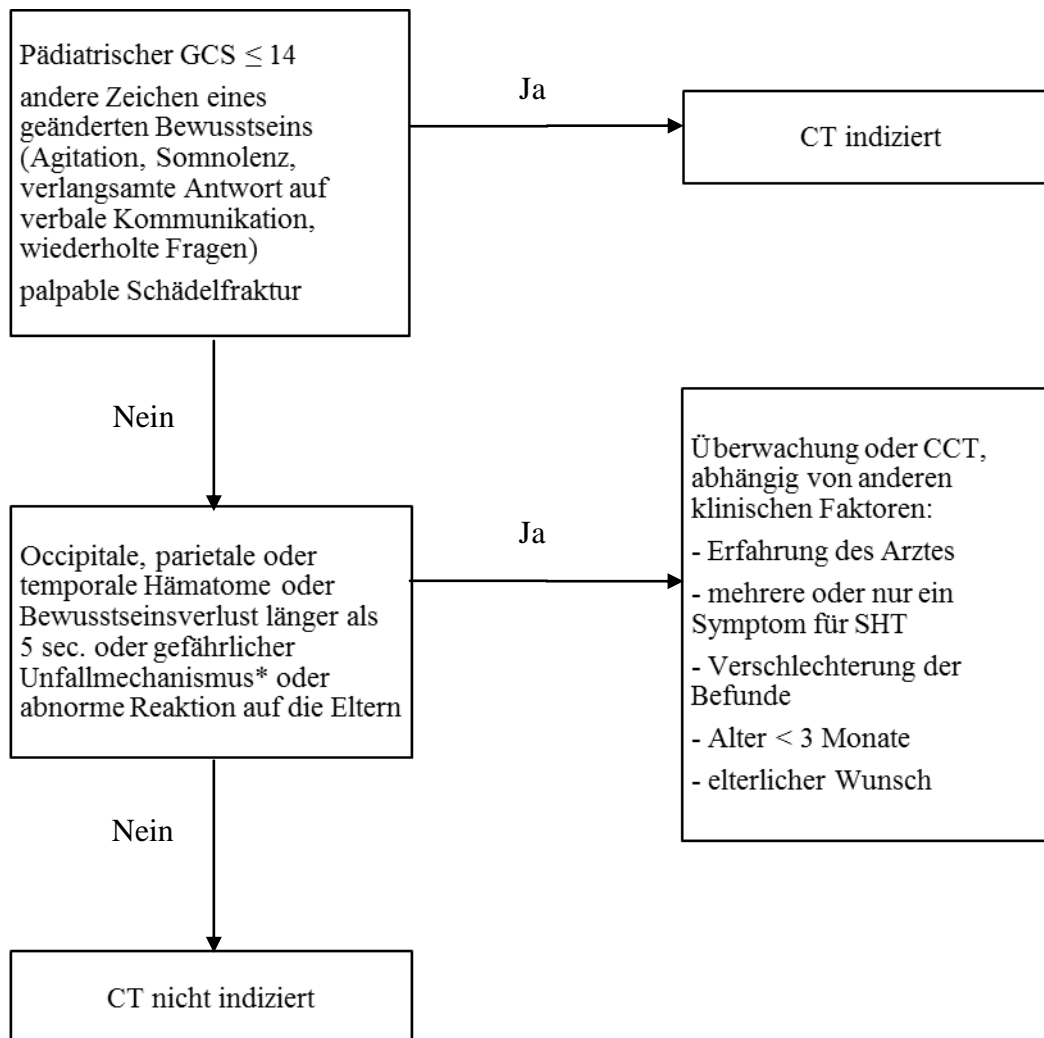 Pädiatrischer GCS ≤ 14
andere Zeichen eines
geänderten Bewusstseins
(Agitation, Somnolenz,
verlangsamte Antwort auf
verbale Kommunikation,
wiederholte Fragen)
palpable Schädelfraktur
Ja
CT indiziert
Nein
Occipitale, parietale oder
temporale Hämatome oder
Bewusstseinsverlust länger als
5 sec. oder gefährlicher
Unfallmechanismus* oder
abnorme Reaktion auf die Eltern
Ja
Überwachung oder CCT,
abhängig von anderen
klinischen Faktoren:
- Erfahrung des Arztes
- mehrere oder nur ein
Symptom für SHT
- Verschlechterung der
Befunde
- Alter < 3 Monate
- elterlicher Wunsch
Nein
CT nicht indiziert